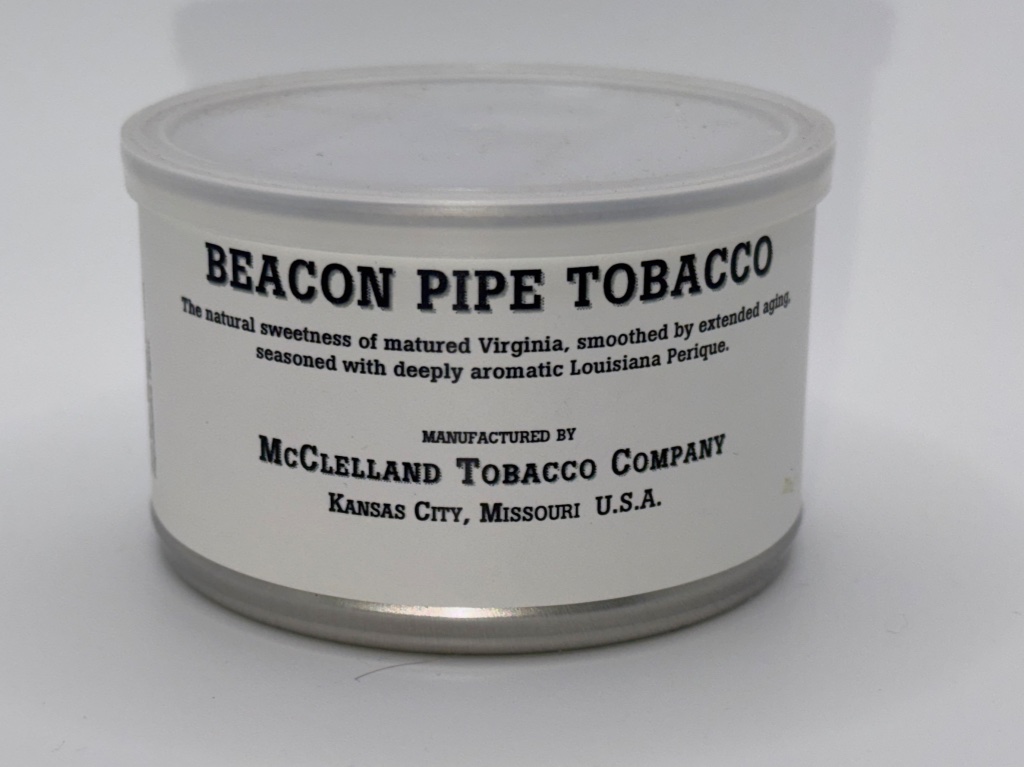 BEACON PIPE TOBACCO
The natural sweetness of matured Virginia, smoothed by extended aging,
seasoned with deeply aromatic Louisiana Perique.
MANUFACTURED BY
McCLELLAND TOBACCO COMPANY
KANSAS CITY, MISSOURI U.S.A.